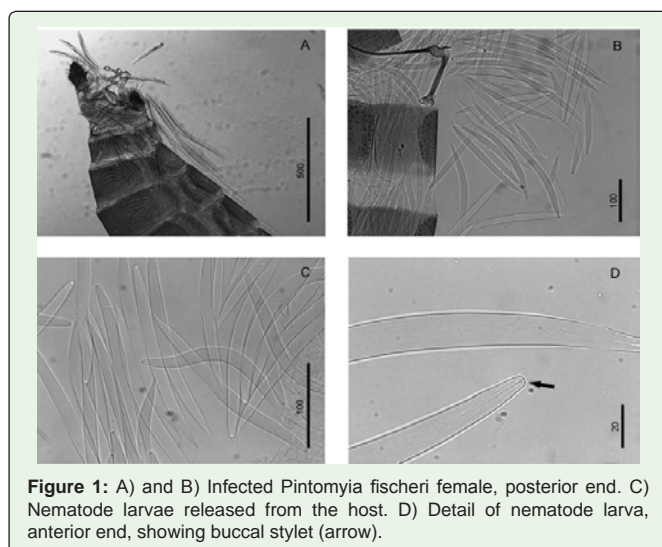 A
500
B
100
C
100
D
20
Figure 1: A) and B) Infected Pintomyia fischeri female, posterior end. C)
Nematode larvae released from the host. D) Detail of nematode larva,
anterior end, showing buccal stylet (arrow).